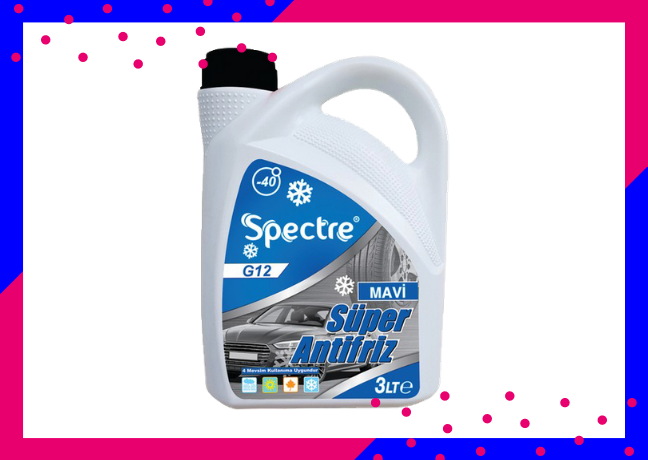 -40°
Spectre®
G12
MAVİ
Süper
Antifriz
4 Mevsim Kullanıma Uygundur
3LT℮